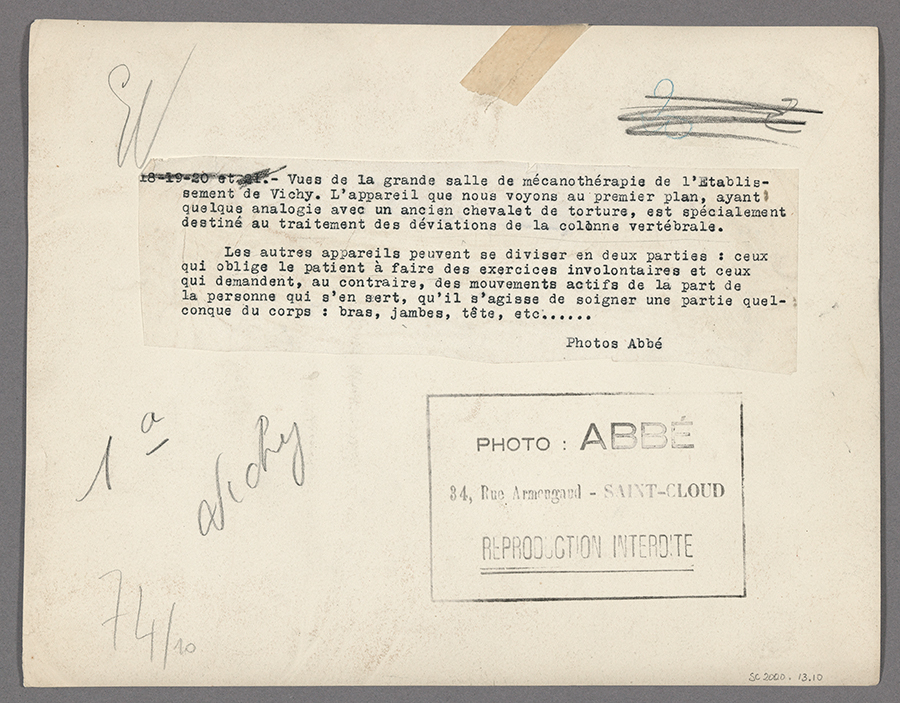 18-19-20 et 21.- Vues de la grande salle de mécanothérapie de l'Etablis-
sement de Vichy. L'appareil que nous voyons au premier plan, ayant
quelque analogie avec un ancien chevalet de torture, est spécialement
destiné au traitement des déviations de la colonne vertébrale.
Les autres appareils peuvent se diviser en deux parties : ceux
qui oblige le patient à faire des exercices involontaires et ceux
qui demandent, au contraire, des mouvements actifs de la part de
la personne qui s'en sert, qu'il s'agisse de soigner une partie quel-
conque du corps : bras, jambes, tête, etc......
Photos Abbé
1a
Vichy
PHOTO : ABBÉ
34, Rue Armengaud - SAINT-CLOUD
REPRODUCTION INTERDITE
74/10
SC 2000. 13.10